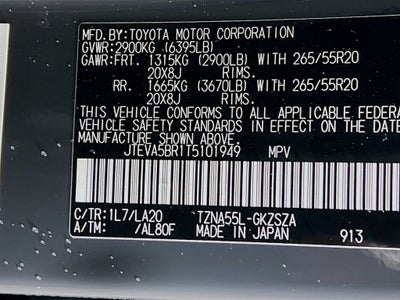 MFD.BY:TOYOTA MOTOR CORPORATION
GVWR:2900KG (6395LB)
GAWR:FRT. 1315KG (2900LB) WITH 265/55R20
20X8J RIMS.
RR. 1665KG (3670LB) WITH 265/55R20
20X8J RIMS.
THIS VEHICLE CONFORMS TO ALL APPLICABLE FEDERA
VEHICLE SAFETY STANDARDS IN EFFECT ON THE DATE
MANUFACTURE SHOWN ABOVE.
JTEVA5BR1T5101949 MPV
C/TR:1L7/LA20 TZNA55L-GKZSZA
A/TM: /AL80F MADE IN JAPAN 913